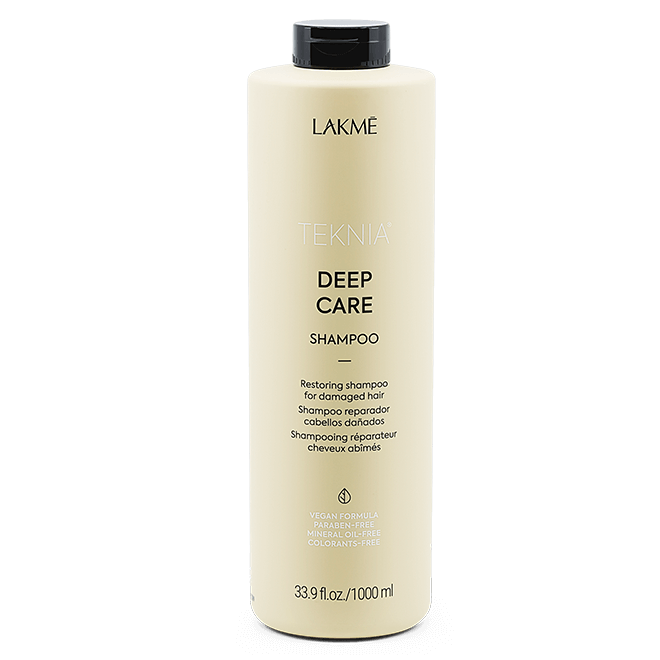 LAKMĒ
TEKNIA®
DEEP
CARE
SHAMPOO
Restoring shampoo
for damaged hair
Shampoo reparador
cabellos dañados
Shampooing réparateur
cheveux abîmés
VEGAN FORMULA
PARABEN-FREE
MINERAL OIL-FREE
COLORANTS-FREE
33.9 fl.oz./1000 ml